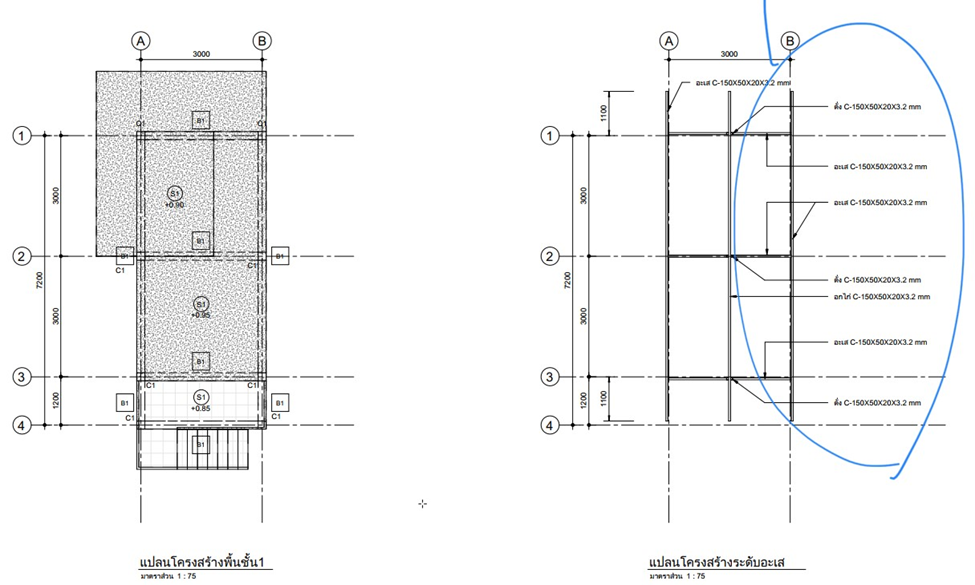 A
B
3000
1
2
3
4
3000
3000
1200
7200
B1
C1
C1
S1
+0.90
B1
B1
C1
B1
C1
S1
+0.95
B1
C1
C1
S1
+0.85
B1
C1
B1
C1
S1
แปลนโครงสร้างพื้นชั้น1
มาตราส่วน 1 : 75
A
B
3000
1
2
3
4
1100
3000
3000
1200
7200
1100
อะเส C-150X50X20X3.2 mm
ดั้ง C-150X50X20X3.2 mm
อะเส C-150X50X20X3.2 mm
อะเส C-150X50X20X3.2 mm
ดั้ง C-150X50X20X3.2 mm
อกไก่ C-150X50X20X3.2 mm
อะเส C-150X50X20X3.2 mm
ดั้ง C-150X50X20X3.2 mm
แปลนโครงสร้างระดับอะเส
มาตราส่วน 1 : 75